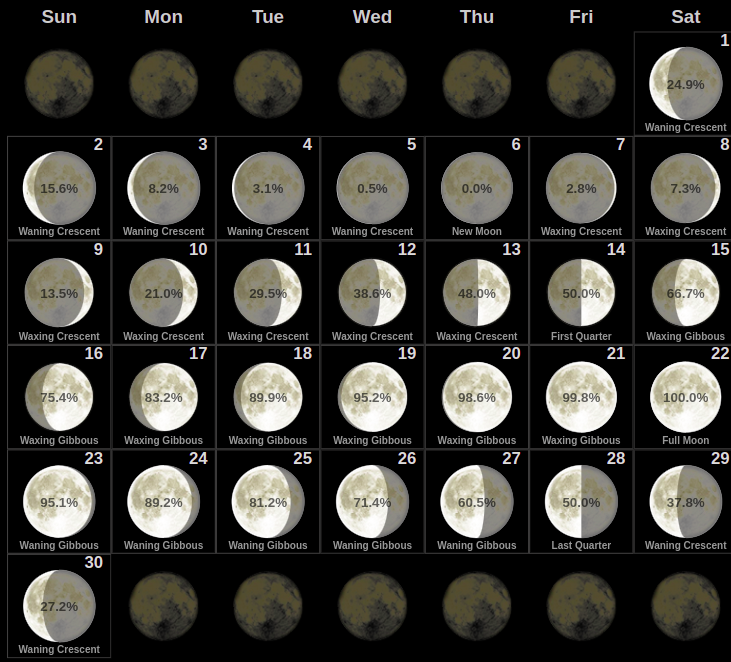 Sun Mon Tue Wed Thu Fri Sat
1
24.9%
Waning Crescent
2 3 4 5 6 7 8
15.6% 8.2% 3.1% 0.5% 0.0% 2.8% 7.3%
Waning Crescent Waning Crescent Waning Crescent Waning Crescent New Moon Waxing Crescent Waxing Crescent
9 10 11 12 13 14 15
13.5% 21.0% 29.5% 38.6% 48.0% 50.0% 66.7%
Waxing Crescent Waxing Crescent Waxing Crescent Waxing Crescent Waxing Crescent First Quarter Waxing Gibbous
16 17 18 19 20 21 22
75.4% 83.2% 89.9% 95.2% 98.6% 99.8% 100.0%
Waxing Gibbous Waxing Gibbous Waxing Gibbous Waxing Gibbous Waxing Gibbous Waxing Gibbous Full Moon
23 24 25 26 27 28 29
95.1% 89.2% 81.2% 71.4% 60.5% 50.0% 37.8%
Waning Gibbous Waning Gibbous Waning Gibbous Waning Gibbous Waning Gibbous Last Quarter Waning Crescent
30
27.2%
Waning Crescent